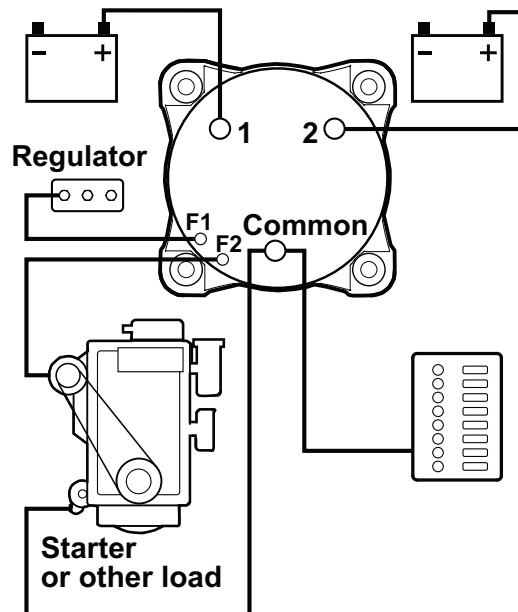 - +
- +
1
2
Regulator
F1
F2
Common
Starter
or other load